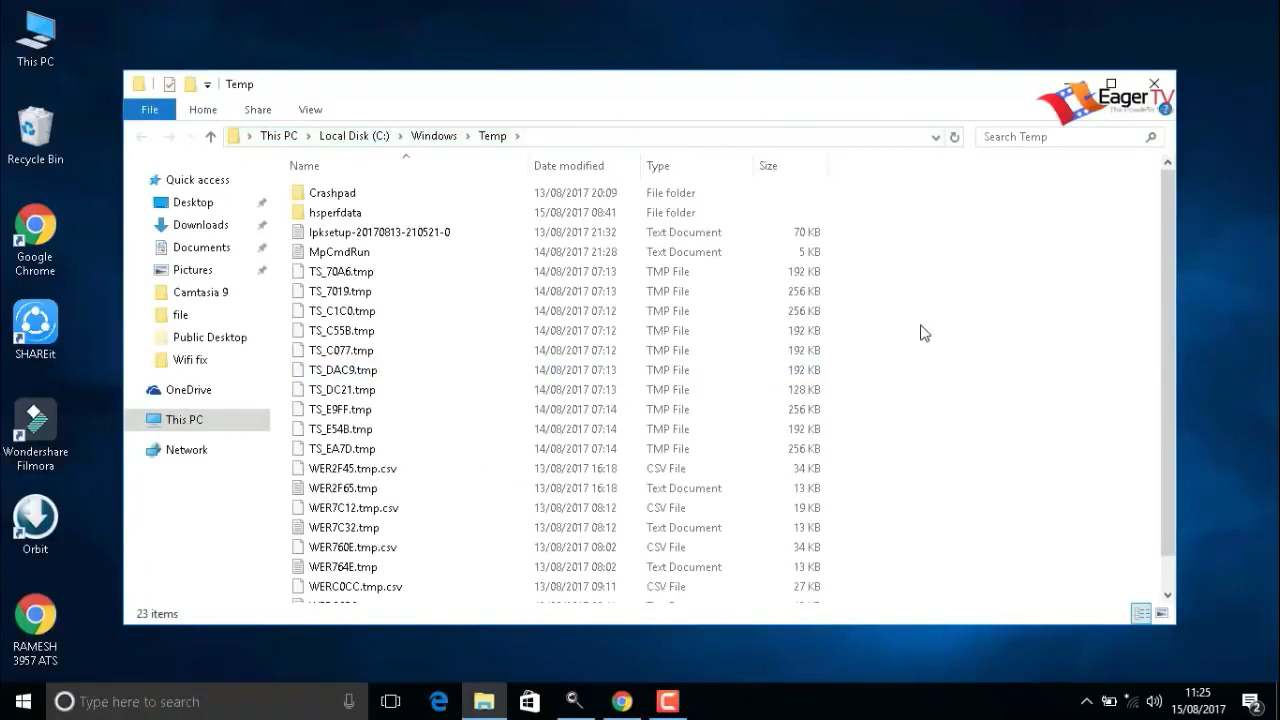 This PC
Recycle Bin
Google
Chrome
SHAREit
Wondershare
Filmora
Orbit
RAMESH
3957 ATS
Temp
EagerTV
File Home Share View
This PC > Local Disk (C:) > Windows > Temp >
Search Temp
Quick access
Desktop
Downloads
Documents
Pictures
Camtasia 9
file
Public Desktop
Wifi fix
OneDrive
This PC
Network
Name Date modified Type Size
Crashpad 13/08/2017 20:09 File folder
hsperfdata 15/08/2017 08:41 File folder
lpksetup-20170813-210521-0 13/08/2017 21:32 Text Document 70 KB
MpCmdRun 14/08/2017 21:28 Text Document 5 KB
TS_70A6.tmp 14/08/2017 07:13 TMP File 192 KB
TS_7019.tmp 14/08/2017 07:13 TMP File 256 KB
TS_C1C0.tmp 14/08/2017 07:12 TMP File 256 KB
TS_C55B.tmp 14/08/2017 07:12 TMP File 192 KB
TS_C077.tmp 14/08/2017 07:12 TMP File 192 KB
TS_DAC9.tmp 14/08/2017 07:13 TMP File 192 KB
TS_DC21.tmp 14/08/2017 07:13 TMP File 128 KB
TS_E9FF.tmp 14/08/2017 07:14 TMP File 256 KB
TS_E54B.tmp 14/08/2017 07:14 TMP File 192 KB
TS_EA7D.tmp 14/08/2017 07:14 TMP File 256 KB
WER2F45.tmp.csv 13/08/2017 16:18 CSV File 34 KB
WER2F65.tmp 13/08/2017 16:18 Text Document 13 KB
WER7C12.tmp.csv 13/08/2017 08:12 CSV File 19 KB
WER7C32.tmp 13/08/2017 08:12 Text Document 13 KB
WER760E.tmp.csv 13/08/2017 08:02 CSV File 34 KB
WER764E.tmp 13/08/2017 08:02 Text Document 13 KB
WERC0CC.tmp.csv 13/08/2017 09:11 CSV File 27 KB
23 items
Type here to search
11:25
15/08/2017
2